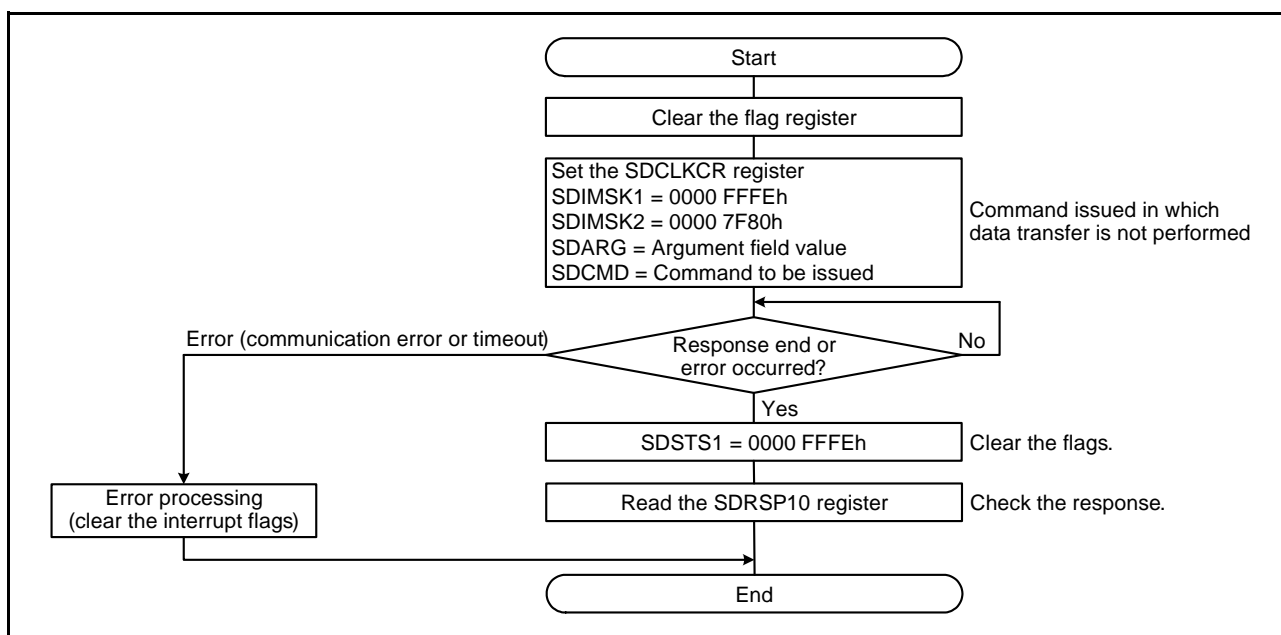 Start
Clear the flag register
Set the SDCLKCR register
SDIMSK1 = 0000 FFFEh
SDIMSK2 = 0000 7F80h
SDARG = Argument field value
SDCMD = Command to be issued
Command issued in which
data transfer is not performed
Error (communication error or timeout)
Response end or
error occurred?
No
Yes
SDSTS1 = 0000 FFFEh
Clear the flags.
Error processing
(clear the interrupt flags)
Read the SDRSP10 register
Check the response.
End